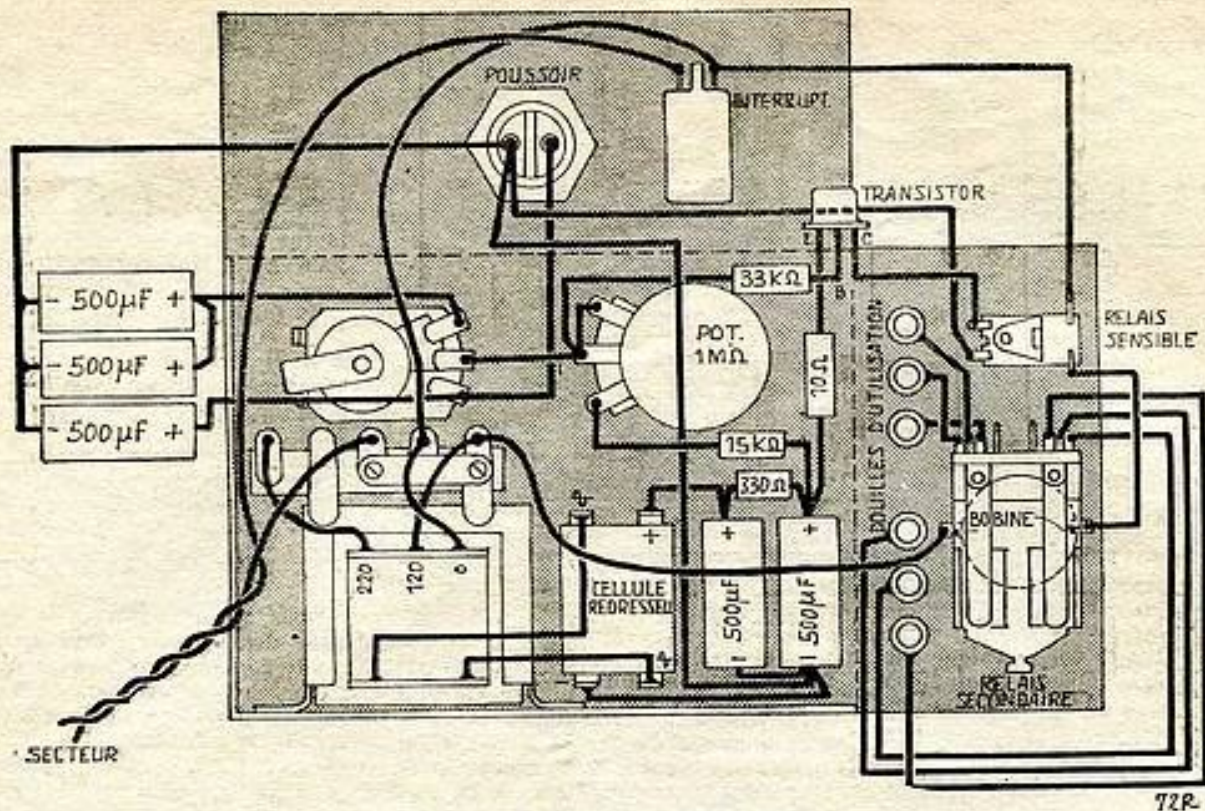 POUSSOIR
INTERRUPT.
TRANSISTOR
E
B
C
- 500µF +
- 500µF +
- 500µF +
33KΩ
POT.
1MΩ
10Ω
15KΩ
330Ω
DOUILLES D'UTILISATION
RELAIS
SENSIBLE
220
120
0
+
CELLULE
REDRESSEU
-
+
500µF
-
+
500µF
-
BOBINE
RELAIS
SECONDAIRE
SECTEUR
72R